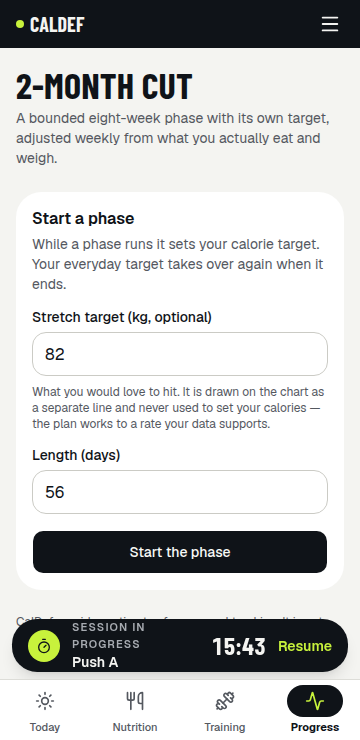 CALDEF
2-MONTH CUT
A bounded eight-week phase with its own target,
adjusted weekly from what you actually eat and
weigh.
Start a phase
While a phase runs it sets your calorie target.
Your everyday target takes over again when it
ends.
Stretch target (kg, optional)
82
What you would love to hit. It is drawn on the chart as
a separate line and never used to set your calories —
the plan works to a rate your data supports.
Length (days)
56
Start the phase
SESSION IN
PROGRESS
Push A
15:43
Resume
Today
Nutrition
Training
Progress